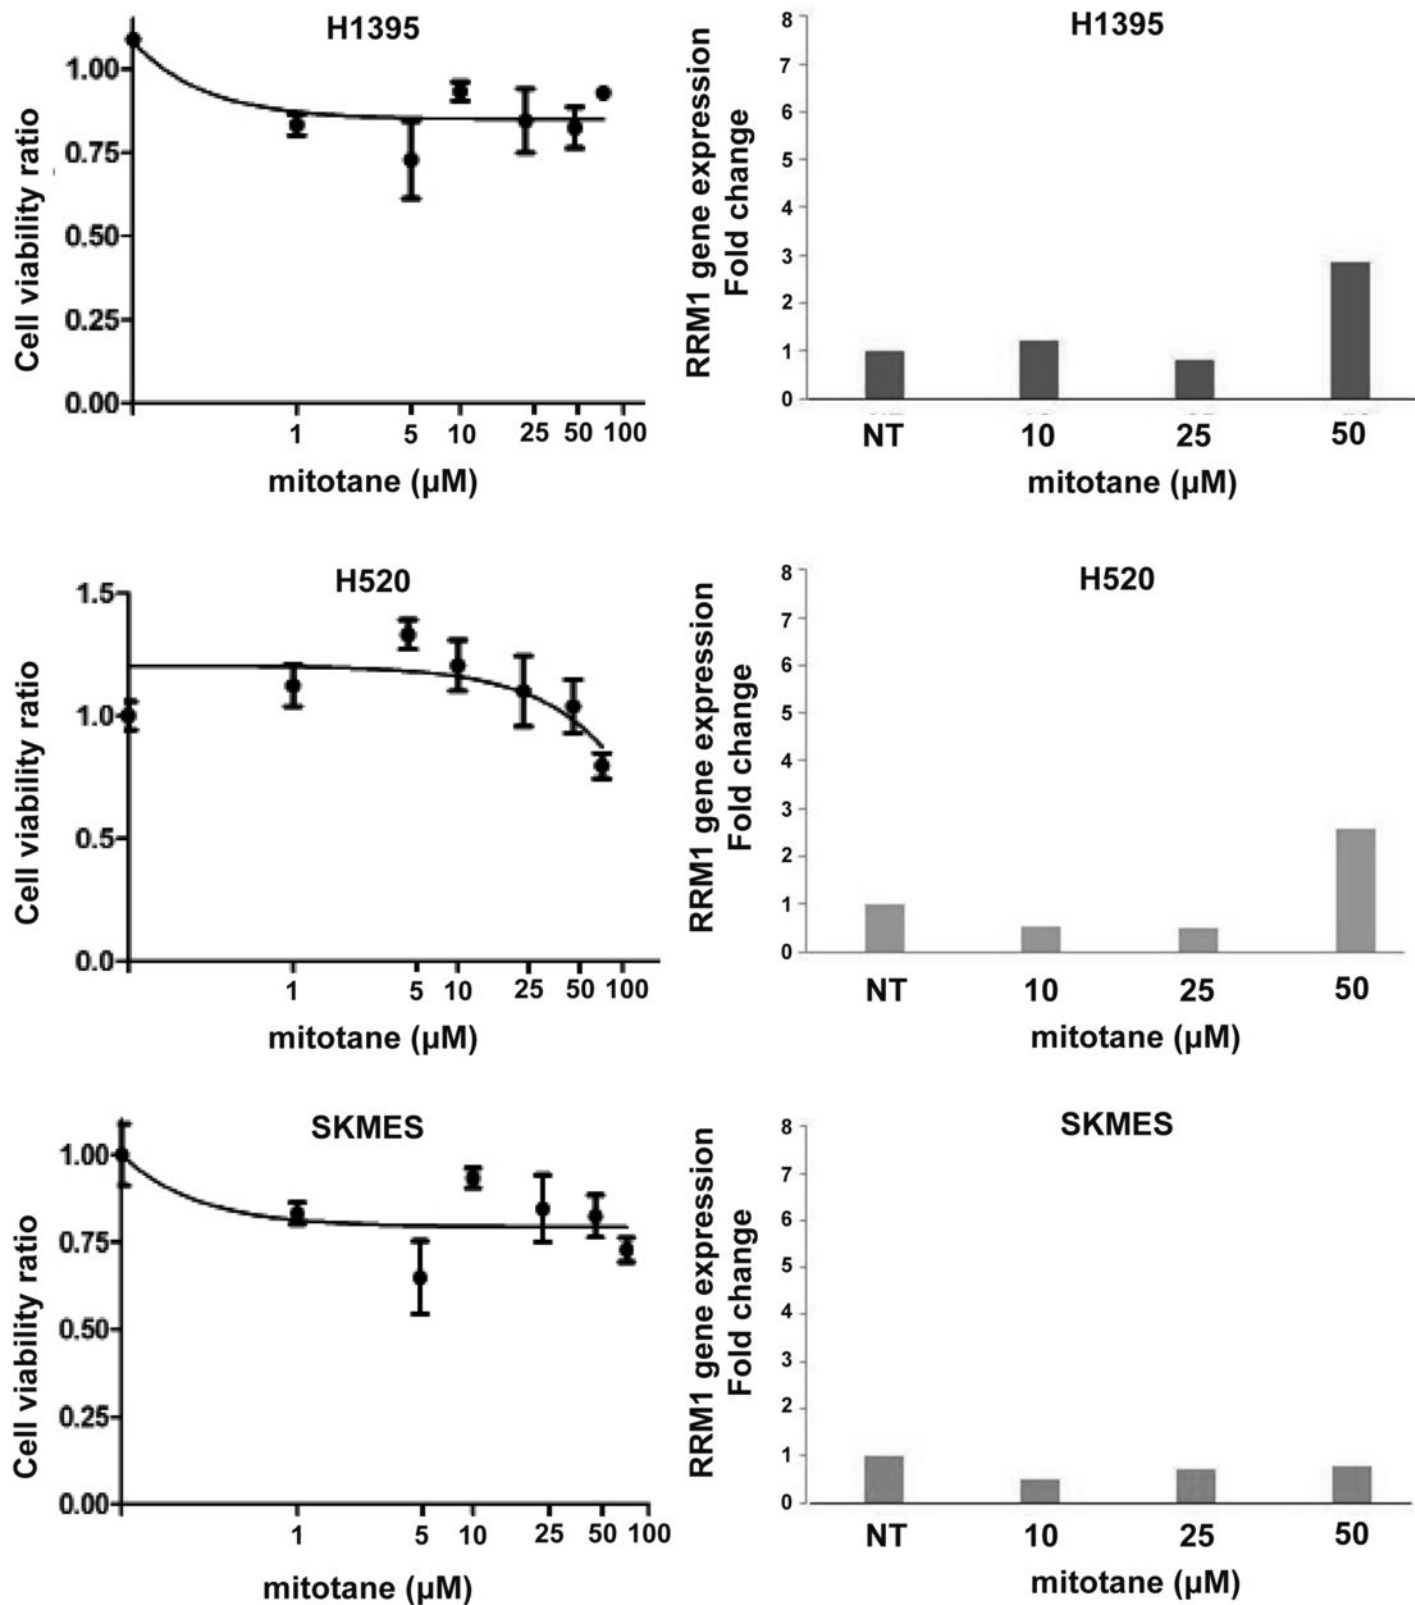 H1395
Cell viability ratio
1.00
0.75
0.50
0.25
0.00
1 5 10 25 50 100
mitotane (µM)
H1395
RRM1 gene expression
Fold change
8
7
6
5
4
3
2
1
0
NT 10 25 50
mitotane (µM)
H520
Cell viability ratio
1.5
1.0
0.5
0.0
1 5 10 25 50 100
mitotane (µM)
H520
RRM1 gene expression
Fold change
8
7
6
5
4
3
2
1
0
NT 10 25 50
mitotane (µM)
SKMES
Cell viability ratio
1.00
0.75
0.50
0.25
0.00
1 5 10 25 50 100
mitotane (µM)
SKMES
RRM1 gene expression
Fold change
8
7
6
5
4
3
2
1
0
NT 10 25 50
mitotane (µM)